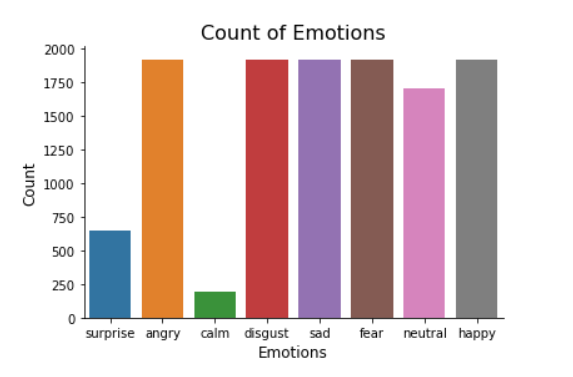 Count of Emotions
2000
1750
1500
1250
1000
750
500
250
0
Count
surprise angry calm disgust sad fear neutral happy
Emotions